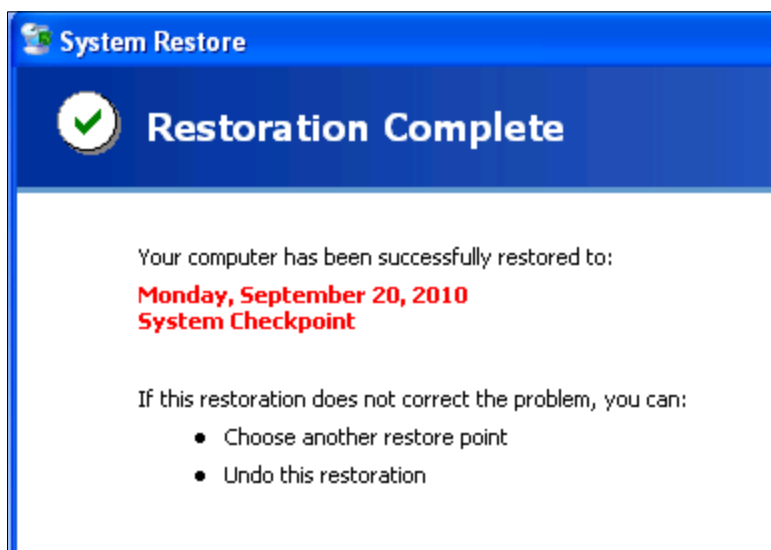 System Restore
Restoration Complete
Your computer has been successfully restored to:
Monday, September 20, 2010
System Checkpoint
If this restoration does not correct the problem, you can:
● Choose another restore point
● Undo this restoration